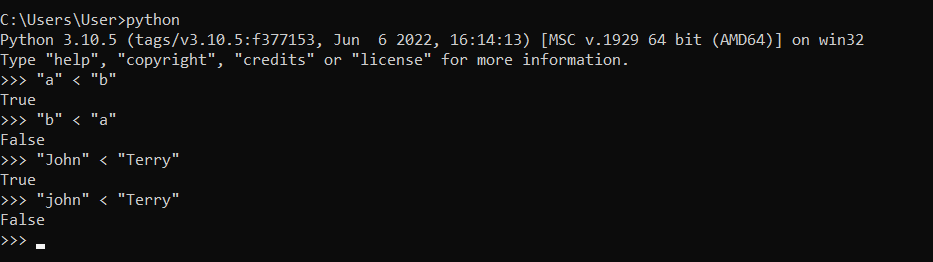 C:\Users\User>python
Python 3.10.5 (tags/v3.10.5:f377153, Jun  6 2022, 16:14:13) [MSC v.1929 64 bit (AMD64)] on win32
Type "help", "copyright", "credits" or "license" for more information.
>>> "a" < "b"
True
>>> "b" < "a"
False
>>> "John" < "Terry"
True
>>> "john" < "Terry"
False
>>>